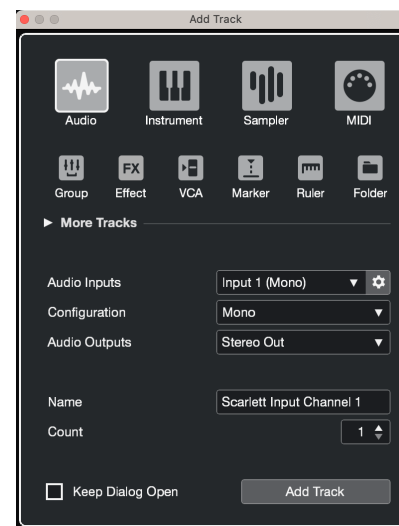 Add Track
Audio Instrument Sampler MIDI
FX
Group Effect VCA Marker Ruler Folder
More Tracks
Audio Inputs Input 1 (Mono)
Configuration Mono
Audio Outputs Stereo Out
Name Scarlett Input Channel 1
Count 1
Keep Dialog Open Add Track